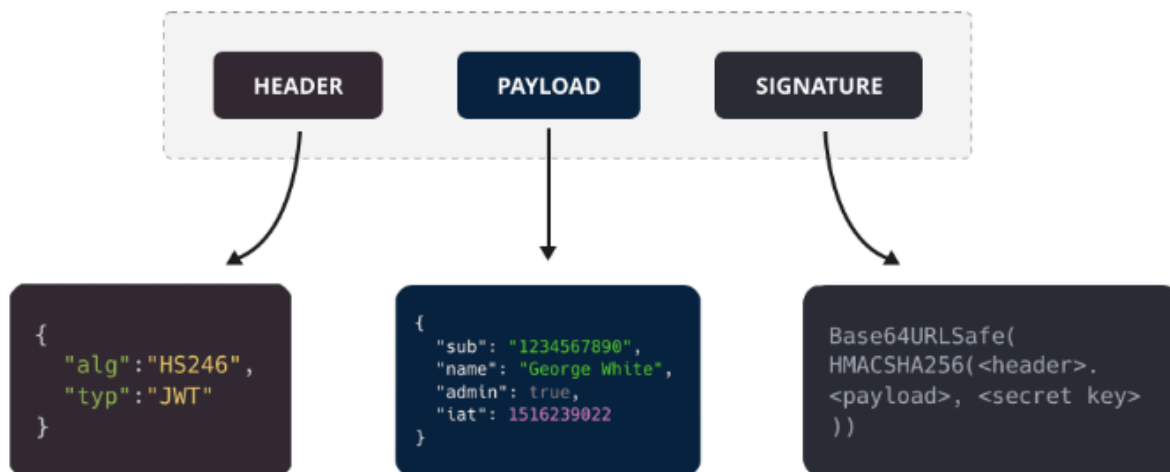 HEADER
PAYLOAD
SIGNATURE
{
"alg":"HS246",
"typ":"JWT"
}
{
"sub": "1234567890",
"name": "George White",
"admin": true,
"iat": 1516239022
}
Base64URLSafe(
HMACSHA256(<header>.
<payload>, <secret key>
))